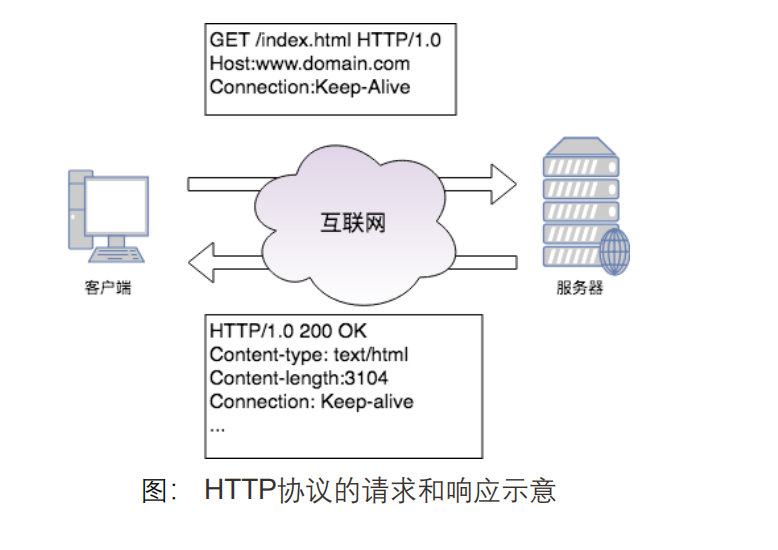 GET /index.html HTTP/1.0
Host:www.domain.com
Connection:Keep-Alive
互联网
客户端
服务器
HTTP/1.0 200 OK
Content-type: text/html
Content-length:3104
Connection: Keep-alive
...
图： HTTP协议的请求和响应示意